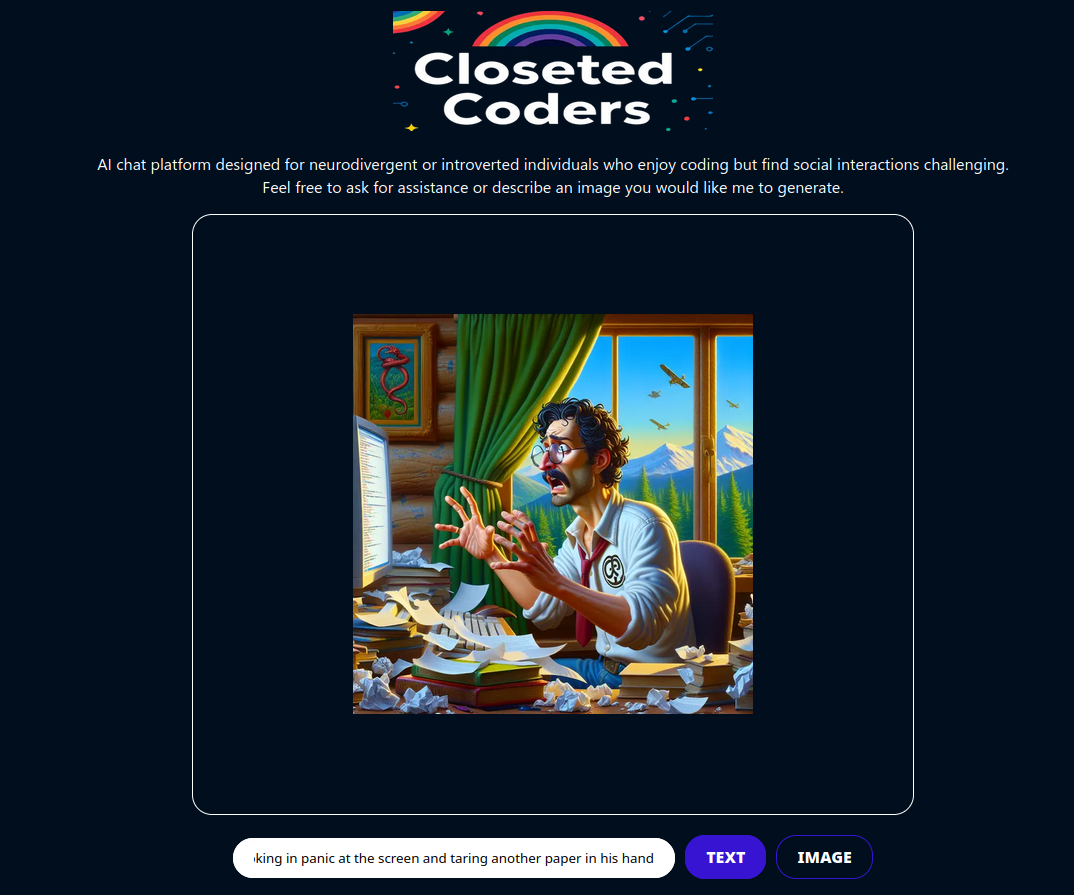 Closeted
Coders
AI chat platform designed for neurodivergent or introverted individuals who enjoy coding but find social interactions challenging.
Feel free to ask for assistance or describe an image you would like me to generate.
king in panic at the screen and taring another paper in his hand
TEXT
IMAGE